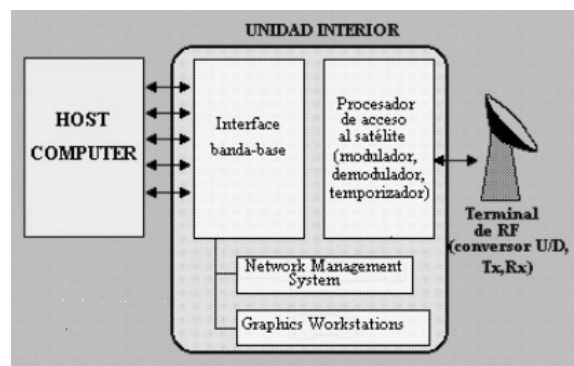 UNIDAD INTERIOR
HOST
COMPUTER
Interface
banda-base
Procesador
de acceso
al satélite
(modulador,
demodulador,
temporizador)
Terminal
de RF
(conversor U/D,
Tx,Rx)
Network Management
System
Graphics Workstations